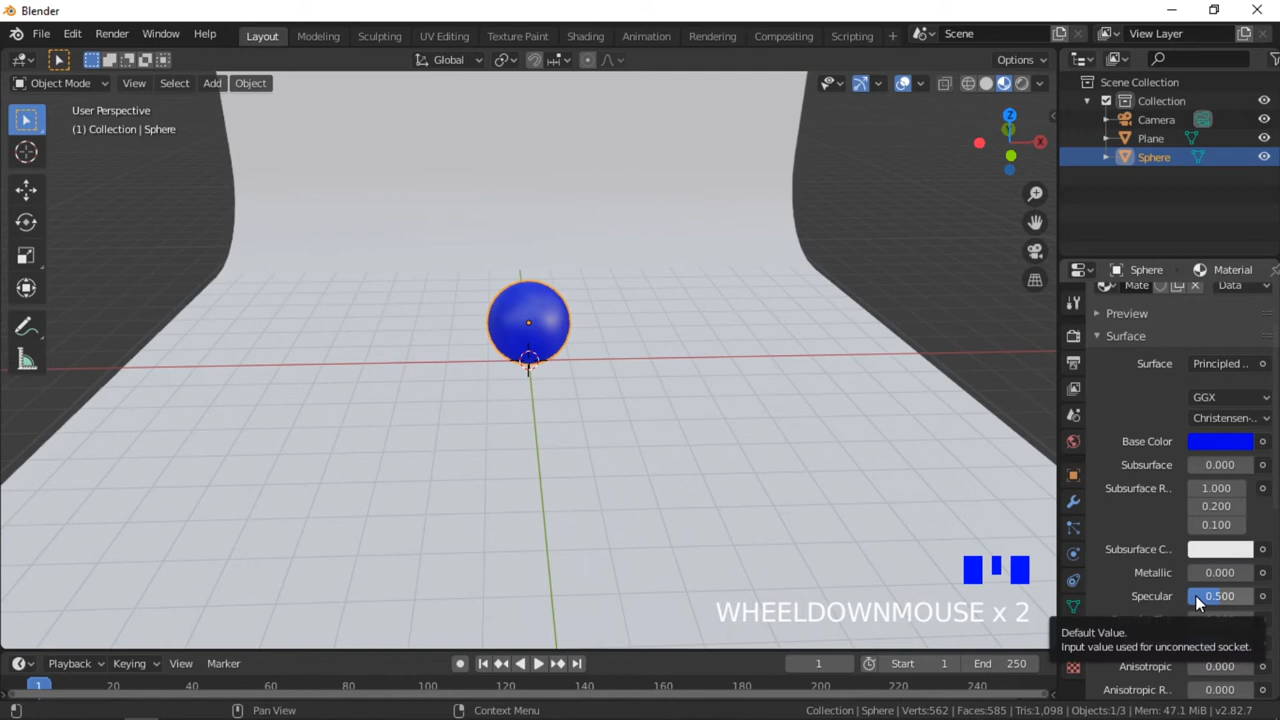 Blender
File Edit Render Window Help Layout Modeling Sculpting UV Editing Texture Paint Shading Animation Rendering Compositing Scripting + Scene View Layer
Global Options
Object Mode View Select Add Object
User Perspective
(1) Collection | Sphere
X
Z
Scene Collection
Collection
Camera
Plane
Sphere
Sphere Material
Mate Data
Preview
Surface
Surface Principled ..
GGX
Christensen-..
Base Color
Subsurface 0.000
Subsurface R.. 1.000
0.200
0.100
Subsurface C..
Metallic 0.000
Specular 0.500
WHEELDOWNMOUSE x 2
Default Value.
Input value used for unconnected socket.
Anisotropic 0.000
Anisotropic R.. 0.000
Playback Keying View Marker 1 Start 1 End 250
1 20 40 60 80 100 120 140 160 180 200 220 240
Pan View Context Menu Collection | Sphere | Verts:562 | Faces:585 | Tris:1,098 | Objects:1/3 | Mem: 47.1 MiB | v2.82.7